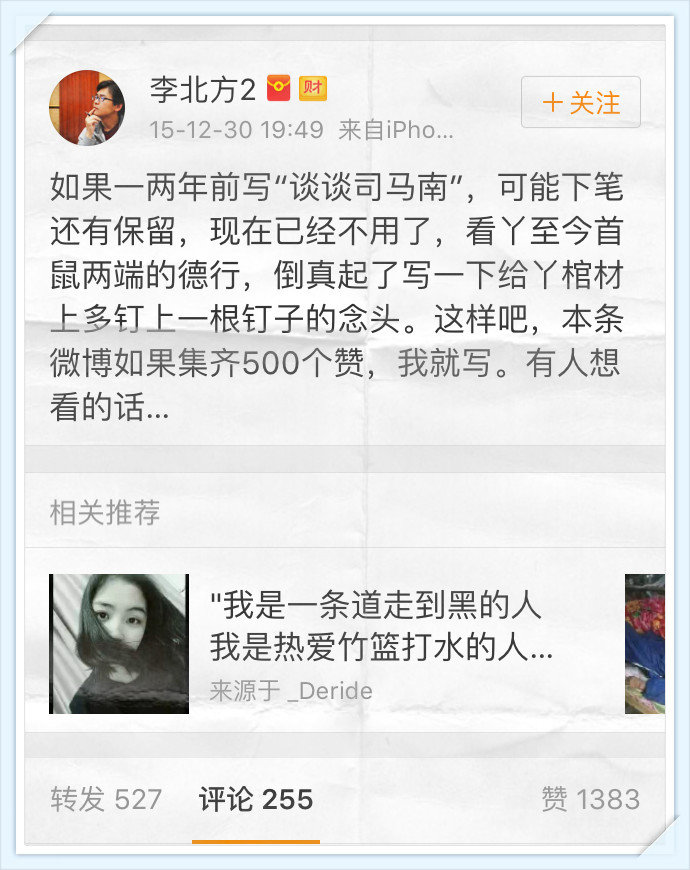 李北方2 财
15-12-30 19:49 来自iPho...
+关注
如果一两年前写“谈谈司马南”，可能下笔
还有保留，现在已经不用了，看丫至今首
鼠两端的德行，倒真起了写一下给丫棺材
上多钉上一根钉子的念头。这样吧，本条
微博如果集齐500个赞，我就写。有人想
看的话...
相关推荐
"我是一条道走到黑的人
我是热爱竹篮打水的人...
来源于 _Deride
转发 527 评论 255 赞 1383